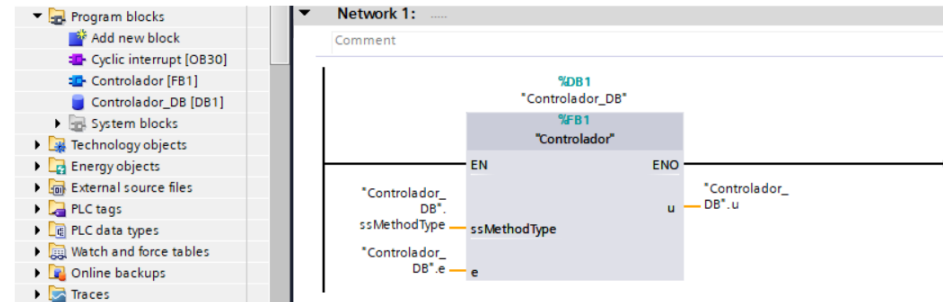 Program blocks
Add new block
Cyclic interrupt [OB30]
Controlador [FB1]
Controlador_DB [DB1]
System blocks
Technology objects
Energy objects
External source files
PLC tags
PLC data types
Watch and force tables
Online backups
Traces
Network 1: .....
Comment
%DB1
"Controlador_DB"
%FB1
"Controlador"
EN
ENO
"Controlador_
DB".
ssMethodType
ssMethodType
"Controlador_
DB".e
e
u
"Controlador_
DB".u